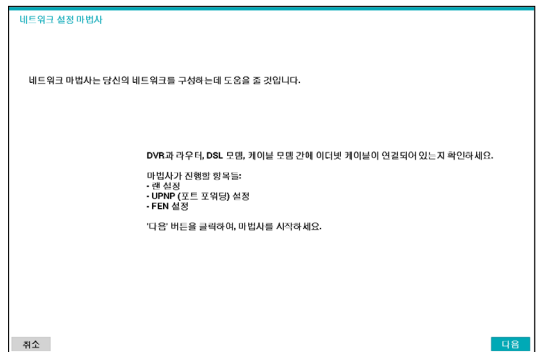 네트워크 설정 마법사
네트워크 마법사는 당신의 네트워크를 구성하는데 도움을 줄 것입니다.
DVR과 라우터, DSL 모뎀, 케이블 모뎀 간에 이더넷 케이블이 연결되어 있는지 확인하세요.
마법사가 진행할 항목들:
- 랜 설정
- UPNP (포트 포워딩) 설정
- FEN 설정
'다음' 버튼을 클릭하여, 마법사를 시작하세요.
취소
다음